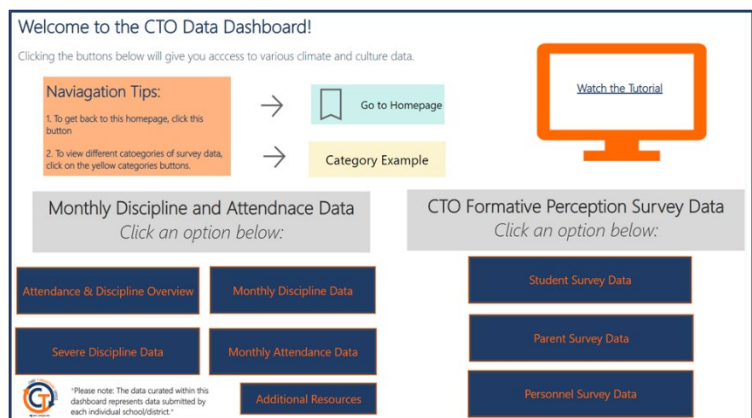 Welcome to the CTO Data Dashboard!
Clicking the buttons below will give you acccess to various climate and culture data.
Naviagation Tips:
1. To get back to this homepage, click this
button
2. To view different catoegories of survey data,
click on the yellow categories buttons.
Go to Homepage
Category Example
Watch the Tutorial
Monthly Discipline and Attendnace Data
Click an option below:
Attendance & Discipline Overview
Monthly Discipline Data
Severe Discipline Data
Monthly Attendance Data
Additional Resources
CTO Formative Perception Survey Data
Click an option below:
Student Survey Data
Parent Survey Data
Personnel Survey Data
CT
"Please note: The data curated within this
dashboard represents data submitted by
each individual school/district."